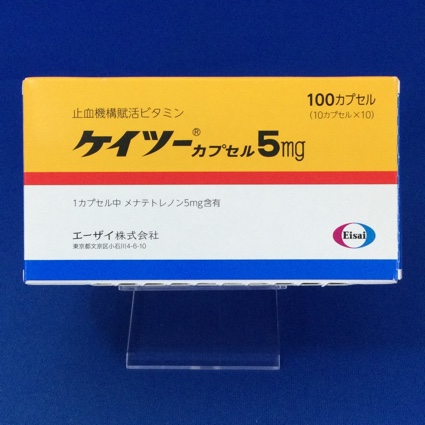 止血機構賦活ビタミン
100カプセル
(10カプセル×10)
ケイツー®カプセル5mg
1カプセル中 メナテトレノン5mg含有
エーザイ株式会社
東京都文京区小石川4-6-10
Eisai